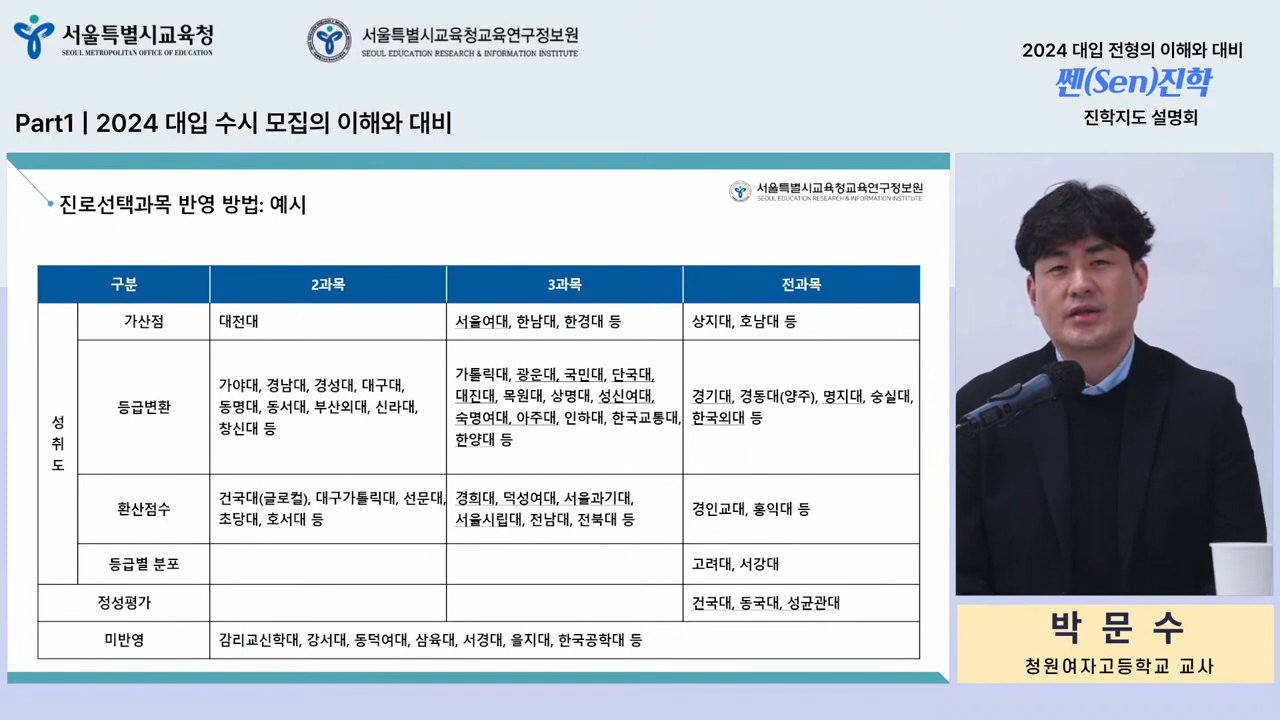 서울특별시교육청
SEOUL METROPOLITAN OFFICE OF EDUCATION
서울특별시교육청교육연구정보원
SEOUL EDUCATION RESEARCH & INFORMATION INSTITUTE
2024 대입 전형의 이해와 대비
쎈(Sen)진학
진학지도 설명회
Part1 | 2024 대입 수시 모집의 이해와 대비
진로선택과목 반영 방법: 예시
서울특별시교육청교육연구정보원
SEOUL EDUCATION RESEARCH & INFORMATION INSTITUTE
구분 2과목 3과목 전과목
성취도
가산점 대전대 서울여대, 한남대, 한경대 등 상지대, 호남대 등
등급변환
가야대, 경남대, 경성대, 대구대,
동명대, 동서대, 부산외대, 신라대,
창신대 등
가톨릭대, 광운대, 국민대, 단국대,
대진대, 목원대, 상명대, 성신여대,
숙명여대, 아주대, 인하대, 한국교통대,
한양대 등
경기대, 경동대(양주), 명지대, 숭실대,
한국외대 등
환산점수
건국대(글로컬), 대구가톨릭대, 선문대,
초당대, 호서대 등
경희대, 덕성여대, 서울과기대,
서울시립대, 전남대, 전북대 등
경인교대, 홍익대 등
등급별 분포 고려대, 서강대
정성평가 건국대, 동국대, 성균관대
미반영 감리교신학대, 강서대, 동덕여대, 삼육대, 서경대, 을지대, 한국공학대 등
박 문 수
청원여자고등학교 교사